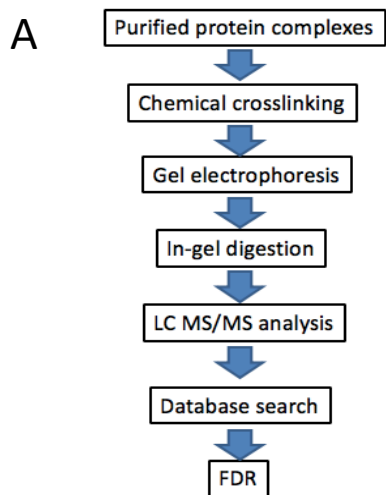 A
Purified protein complexes
Chemical crosslinking
Gel electrophoresis
In-gel digestion
LC MS/MS analysis
Database search
FDR